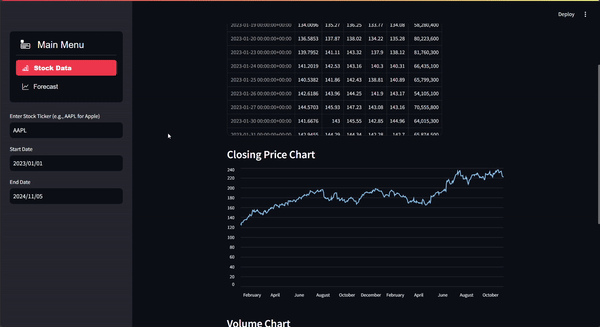 Deploy
Main Menu
Stock Data
Forecast
Enter Stock Ticker (e.g., AAPL for Apple)
AAPL
Start Date
2023/01/01
End Date
2024/11/05
2023-01-19 00:00:00+00:00 134.0896 135.27 136.25 133.77 134.08 58,280,400
2023-01-20 00:00:00+00:00 136.5853 137.87 138.02 134.22 135.28 80,223,600
2023-01-23 00:00:00+00:00 139.7952 141.11 143.32 137.9 138.12 81,760,300
2023-01-24 00:00:00+00:00 141.2019 142.53 143.16 140.3 140.31 66,435,100
2023-01-25 00:00:00+00:00 140.5382 141.86 142.43 138.81 140.89 65,799,300
2023-01-26 00:00:00+00:00 142.6186 143.96 144.25 141.9 143.17 54,105,100
2023-01-27 00:00:00+00:00 144.5703 145.93 147.23 143.08 143.16 70,555,800
2023-01-30 00:00:00+00:00 141.6676 143 145.55 142.85 144.96 64,015,300
2023-01-31 00:00:00+00:00 142.9455 144.29 144.34 142.28 142.7 65,874,500
Closing Price Chart
240
220
200
180
160
140
120
100
80
60
40
20
0
February April June August October December February April June August October
Volume Chart